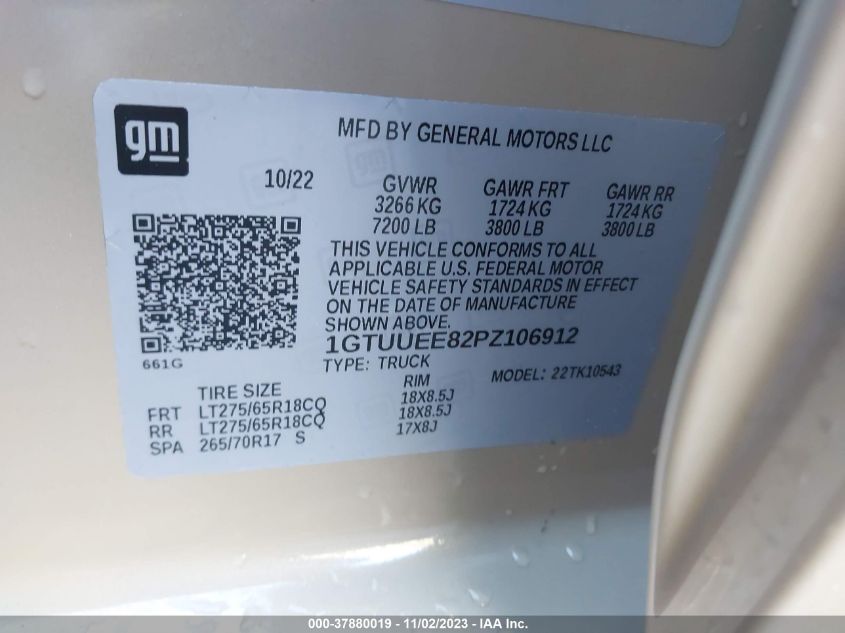 gm
MFD BY GENERAL MOTORS LLC
10/22 GVWR GAWR FRT GAWR RR
3266 KG 1724 KG 1724 KG
7200 LB 3800 LB 3800 LB
THIS VEHICLE CONFORMS TO ALL
APPLICABLE U.S. FEDERAL MOTOR
VEHICLE SAFETY STANDARDS IN EFFECT
ON THE DATE OF MANUFACTURE
SHOWN ABOVE.
661G
1GTUUEE82PZ106912
TYPE: TRUCK MODEL: 22TK10543
TIRE SIZE RIM
FRT LT275/65R18CQ 18X8.5J
RR LT275/65R18CQ 18X8.5J
SPA 265/70R17 S 17X8J
000-37880019 - 11/02/2023 - IAA Inc.